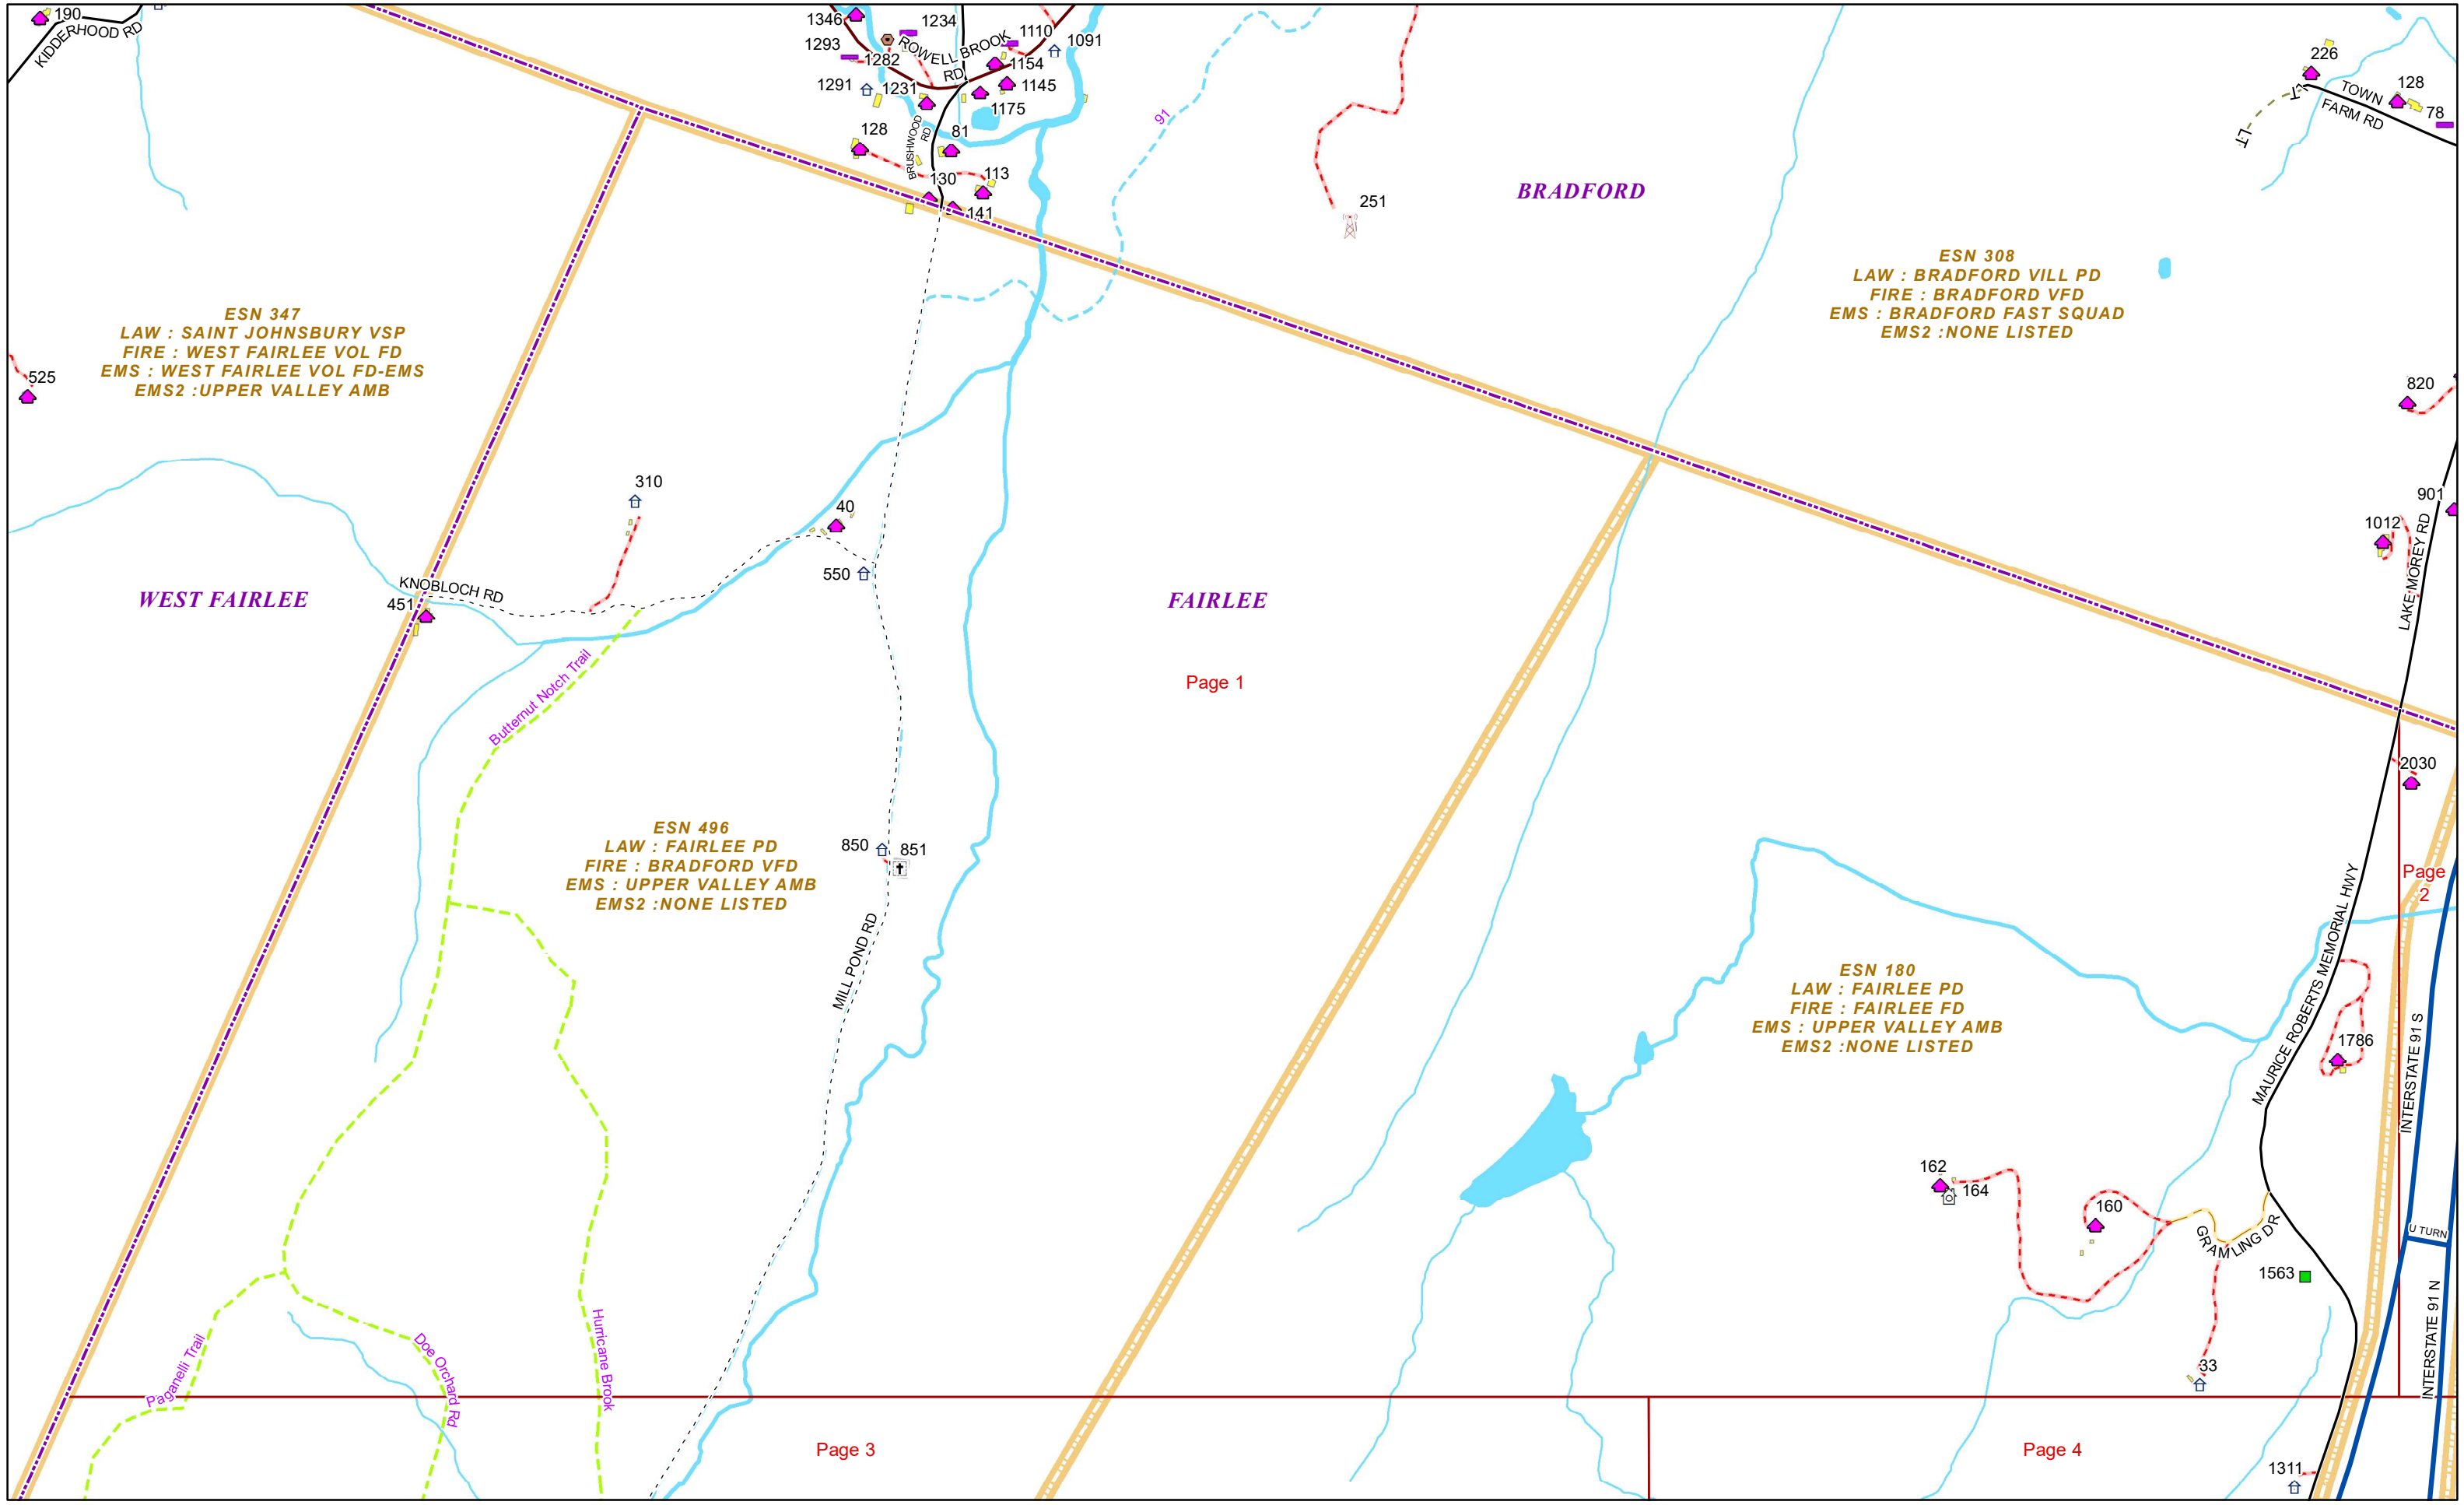 190
KIDDERHOOD RD
1346
1234
1293
ROWELL BROOK
RD
1110
1091
1282
1154
1291
1231
1145
1175
128
BRUSHWOOD
RD
81
130
113
141
91
251
BRADFORD
226
LT
LT
TOWN
FARM RD
128
78
ESN 308
LAW : BRADFORD VILL PD
FIRE : BRADFORD VFD
EMS : BRADFORD FAST SQUAD
EMS2 :NONE LISTED
ESN 347
LAW : SAINT JOHNSBURY VSP
FIRE : WEST FAIRLEE VOL FD
EMS : WEST FAIRLEE VOL FD-EMS
EMS2 :UPPER VALLEY AMB
525
820
901
1012
LAKE MOREY RD
310
40
550
KNOBLOCH RD
451
WEST FAIRLEE
FAIRLEE
Page 1
Butternut Notch Trail
2030
ESN 496
LAW : FAIRLEE PD
FIRE : BRADFORD VFD
EMS : UPPER VALLEY AMB
EMS2 :NONE LISTED
850
851
MILL POND RD
Page
2
MAURICE ROBERTS MEMORIAL HWY
ESN 180
LAW : FAIRLEE PD
FIRE : FAIRLEE FD
EMS : UPPER VALLEY AMB
EMS2 :NONE LISTED
1786
INTERSTATE 91 S
162
164
160
GRAMLING DR
U TURN
1563
INTERSTATE 91 N
33
Paganelli Trail
Doe Orchard Rd
Hurricane Brook
Page 3
Page 4
1311